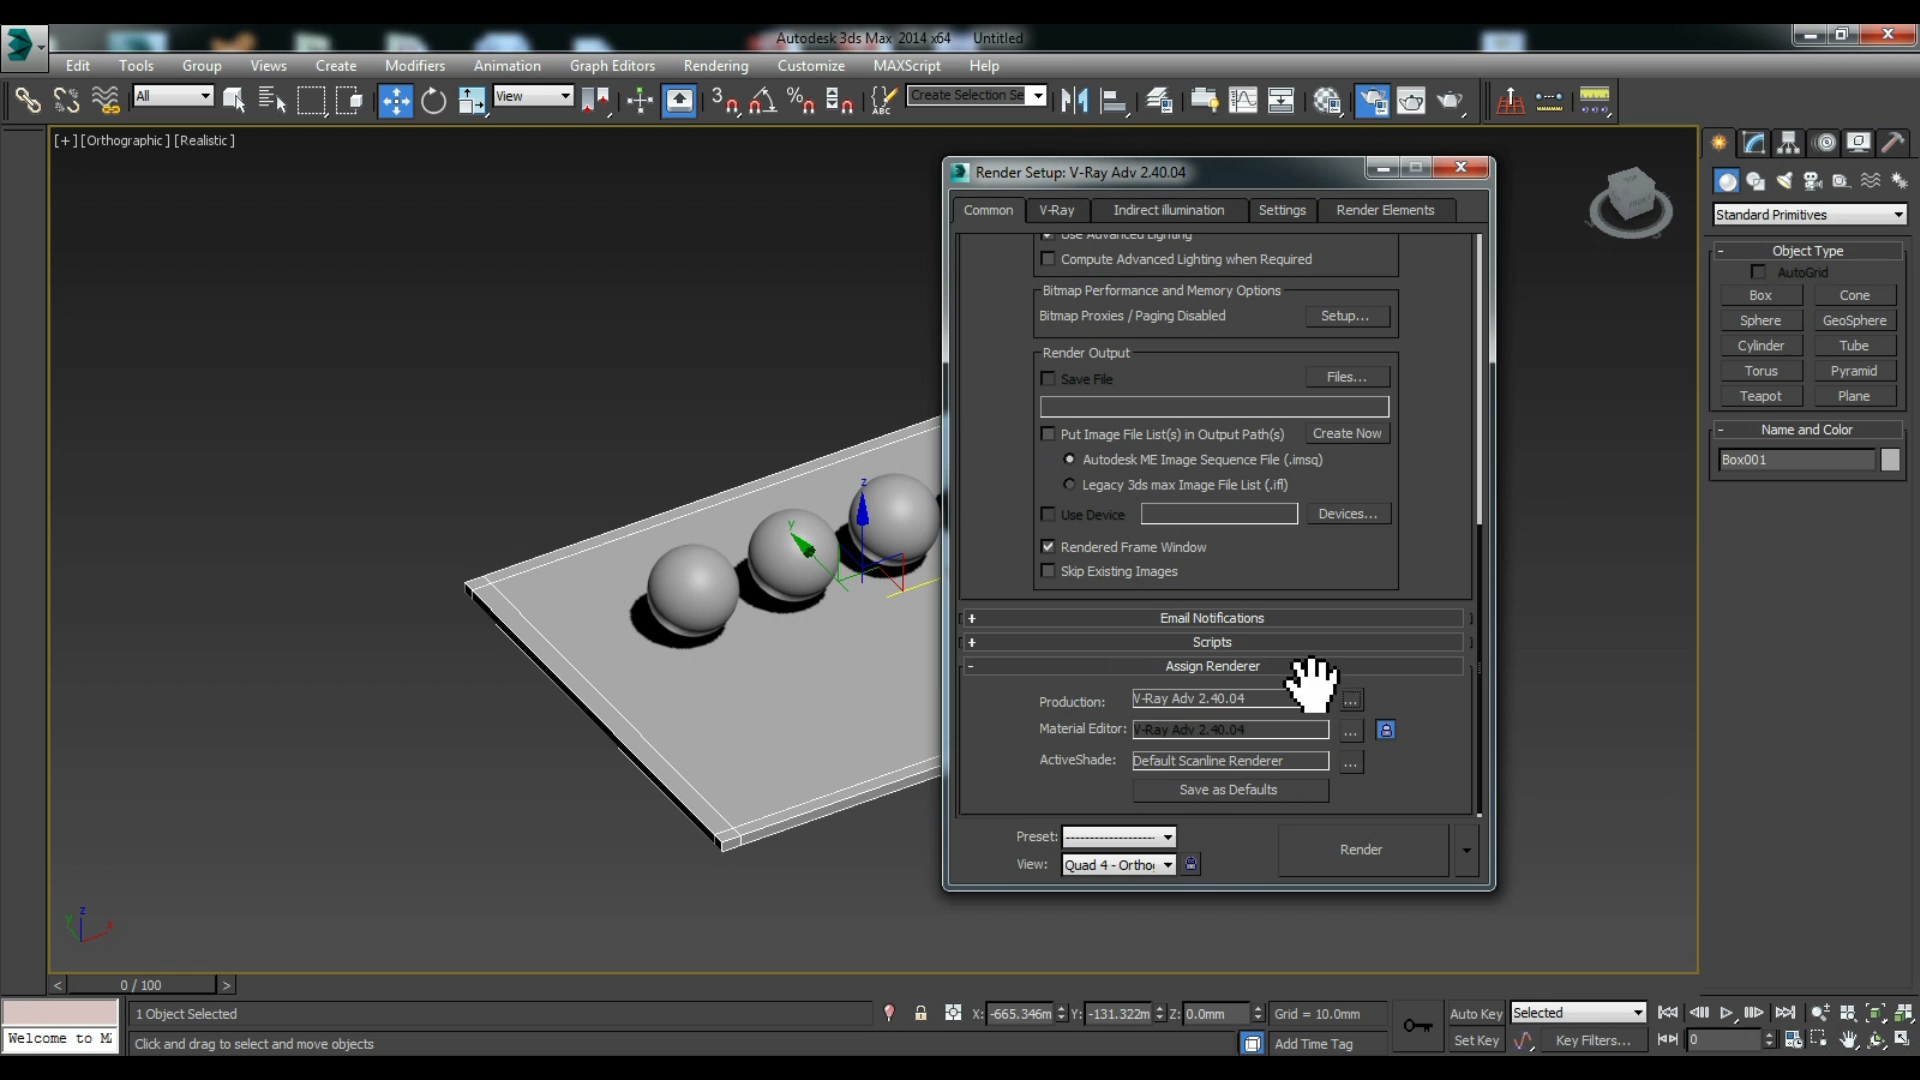 Autodesk 3ds Max 2014 x64 Untitled
Edit Tools Group Views Create Modifiers Animation Graph Editors Rendering Customize MAXScript Help
All View 3 ABC Create Selection Se
[+] [Orthographic] [Realistic]
Render Setup: V-Ray Adv 2.40.04
Common V-Ray Indirect illumination Settings Render Elements
Use Advanced Lighting
Compute Advanced Lighting when Required
Bitmap Performance and Memory Options
Bitmap Proxies / Paging Disabled Setup...
Render Output
Save File Files...
Put Image File List(s) in Output Path(s) Create Now
Autodesk ME Image Sequence File (.imsq)
Legacy 3ds max Image File List (.ifl)
Use Device Devices...
Rendered Frame Window
Skip Existing Images
+ Email Notifications
+ Scripts
- Assign Renderer
Production: V-Ray Adv 2.40.04 ...
Material Editor: V-Ray Adv 2.40.04 ...
ActiveShade: Default Scanline Renderer ...
Save as Defaults
Preset: --------------------
View: Quad 4 - Ortho
Render
Standard Primitives
- Object Type
AutoGrid
Box Cone
Sphere GeoSphere
Cylinder Tube
Torus Pyramid
Teapot Plane
- Name and Color
Box001
z
y
z
y x
< 0 / 100 >
1 Object Selected X: -665.346m Y: -131.322m Z: 0.0mm Grid = 10.0mm Auto Key Selected
Welcome to M Click and drag to select and move objects Add Time Tag Set Key Key Filters... 0